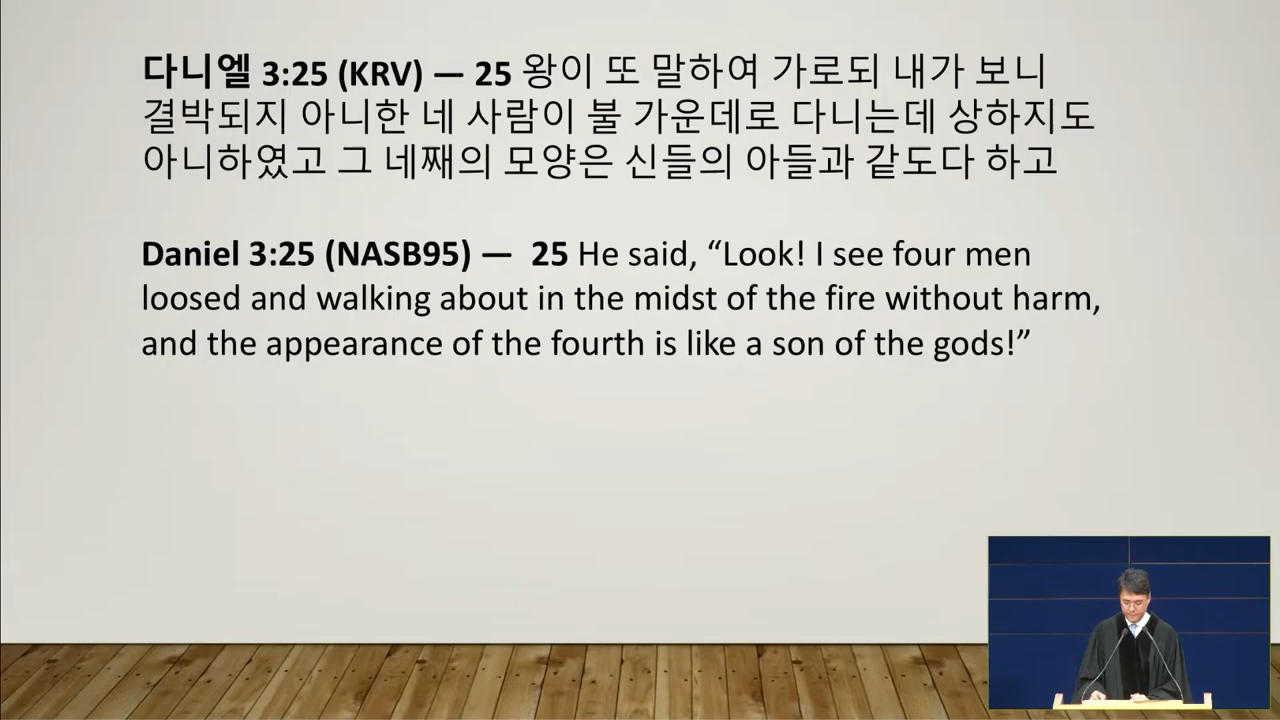 다니엘 3:25 (KRV) — 25 왕이 또 말하여 가로되 내가 보니
결박되지 아니한 네 사람이 불 가운데로 다니는데 상하지도
아니하였고 그 네째의 모양은 신들의 아들과 같도다 하고
Daniel 3:25 (NASB95) — 25 He said, “Look! I see four men
loosed and walking about in the midst of the fire without harm,
and the appearance of the fourth is like a son of the gods!”